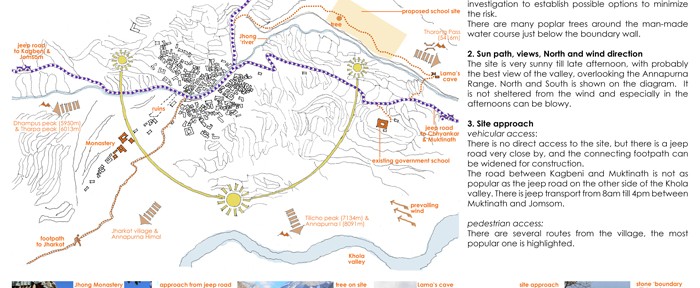 proposed school site
tree
Thorong Pass
(5416m)
jeep road
to Kagbeni &
Jomsom
Jhong
'river'
Lama's
cave
Dhampus peak (5950m)
& Tharpa peak (6013m)
ruins
jeep road
to Chhyonkar
& Muktinath
Monastery
existing government school
prevailing
wind
Tilicho peak (7134m) &
Annapurna I (8091m)
Jharkot village &
Annapurna Himal
footpath
to Jharkot
Khola
valley
investigation to establish possible options to minimize
the risk.
There are many poplar trees around the man-made
water course just below the boundary wall.
2. Sun path, views, North and wind direction
The site is very sunny till late afternoon, with probably
the best view of the valley, overlooking the Annapurna
Range. North and South is shown on the diagram. It
is not sheltered from the wind and especially in the
afternoons can be blowy.
3. Site approach
vehicular access:
There is no direct access to the site, but there is a jeep
road very close by, and the connecting footpath can
be widened for construction.
The road between Kagbeni and Muktinath is not as
popular as the jeep road on the other side of the Khola
valley. There is jeep transport from 8am till 4pm between
Muktinath and Jomsom.
pedestrian access:
There are several routes from the village, the most
popular one is highlighted.
Jhong Monastery
approach from jeep road
tree on site
Lama's cave
site approach
stone 'boundary